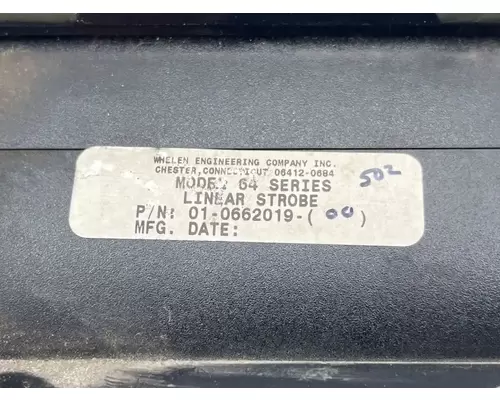 WHELEN ENGINEERING COMPANY INC.
CHESTER, CONNECTICUT 06412-0684
MODEL 64 SERIES 502
LINEAR STROBE
P/N: 01-0662019-(00)
MFG. DATE: